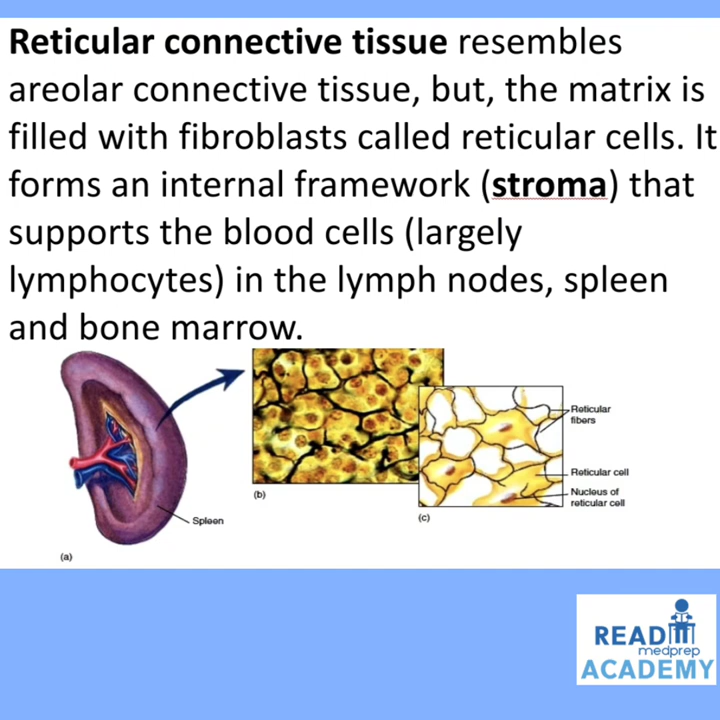 Reticular connective tissue resembles
areolar connective tissue, but, the matrix is
filled with fibroblasts called reticular cells. It
forms an internal framework (stroma) that
supports the blood cells (largely
lymphocytes) in the lymph nodes, spleen
and bone marrow.
Reticular
fibers
Reticular cell
Nucleus of
reticular cell
(b)
(c)
Spleen
(a)
READ
medprep
ACADEMY